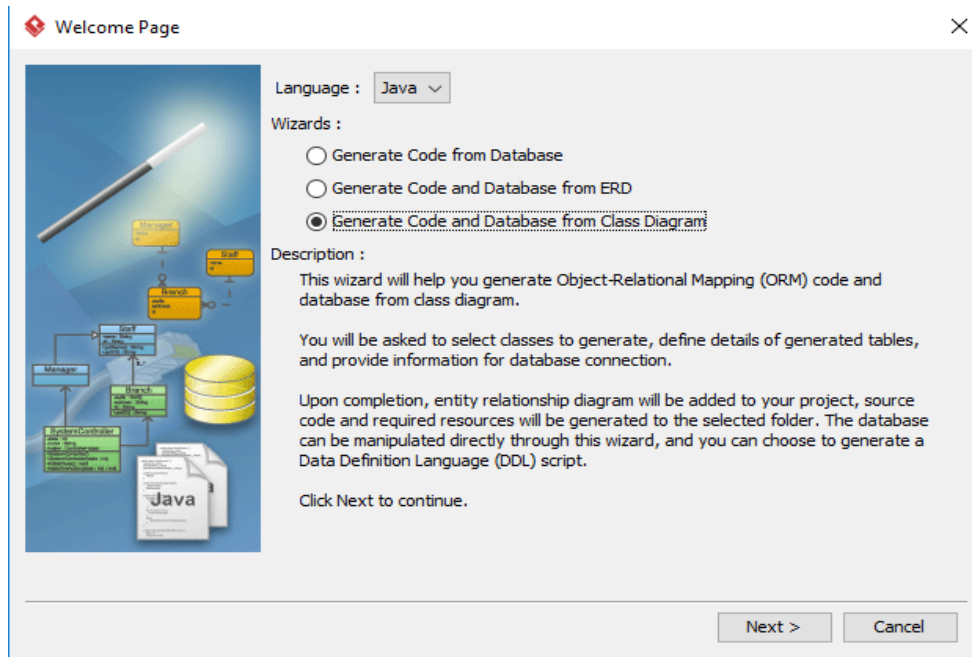 Welcome Page
Language :
Java
Wizards :
Generate Code from Database
Generate Code and Database from ERD
Generate Code and Database from Class Diagram
Description :
This wizard will help you generate Object-Relational Mapping (ORM) code and
database from class diagram.
You will be asked to select classes to generate, define details of generated tables,
and provide information for database connection.
Upon completion, entity relationship diagram will be added to your project, source
code and required resources will be generated to the selected folder. The database
can be manipulated directly through this wizard, and you can choose to generate a
Data Definition Language (DDL) script.
Click Next to continue.
Manager
Staff
Branch
Staff
Manager
Branch
SystemController
Java
Next >
Cancel